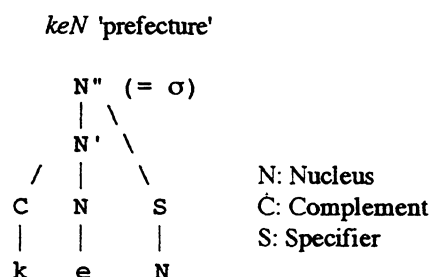 keN 'prefecture'
N" (= σ)
N'
C N S
k e N
N: Nucleus
C: Complement
S: Specifier